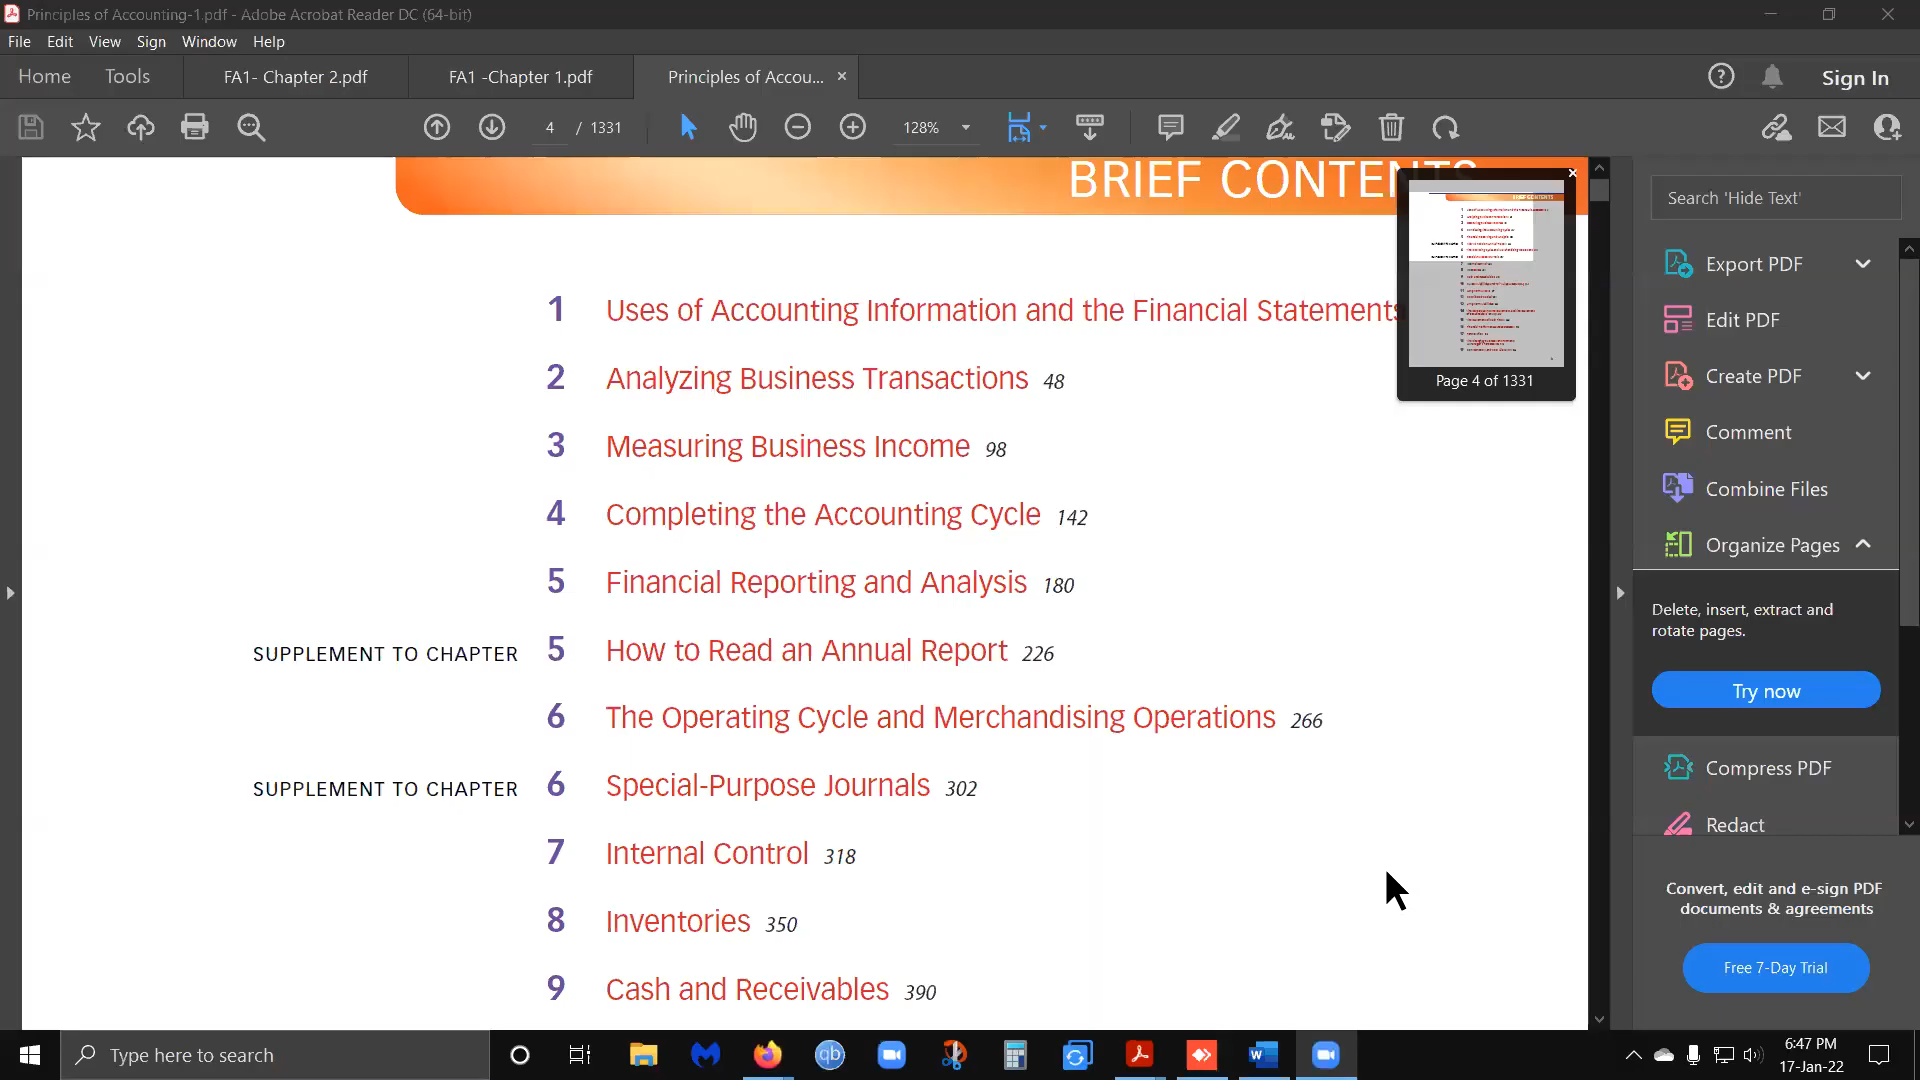 Principles of Accounting-1.pdf - Adobe Acrobat Reader DC (64-bit)
File Edit View Sign Window Help
Home Tools FA1- Chapter 2.pdf FA1 -Chapter 1.pdf Principles of Accou... × Sign In
4 / 1331 128%
BRIEF CONTENTS
1 Uses of Accounting Information and the Financial Statements
2 Analyzing Business Transactions 48
3 Measuring Business Income 98
4 Completing the Accounting Cycle 142
5 Financial Reporting and Analysis 180
SUPPLEMENT TO CHAPTER 5 How to Read an Annual Report 226
6 The Operating Cycle and Merchandising Operations 266
SUPPLEMENT TO CHAPTER 6 Special-Purpose Journals 302
7 Internal Control 318
8 Inventories 350
9 Cash and Receivables 390
Page 4 of 1331
Search 'Hide Text'
Export PDF
Edit PDF
Create PDF
Comment
Combine Files
Organize Pages
Delete, insert, extract and
rotate pages.
Try now
Compress PDF
Redact
Convert, edit and e-sign PDF
documents & agreements
Free 7-Day Trial
Type here to search
qb
W
6:47 PM
17-Jan-22